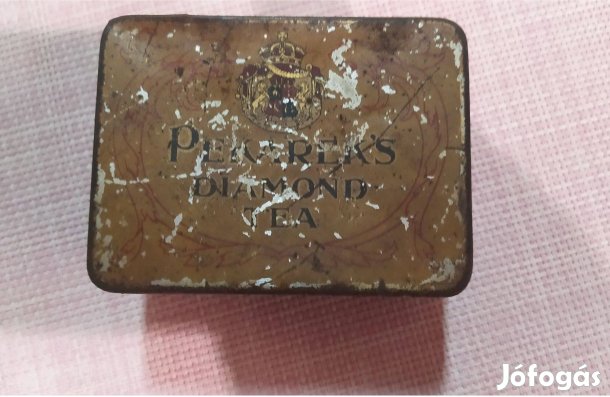 PEKAREK'S
DIAMOND
TEA
Jófogás